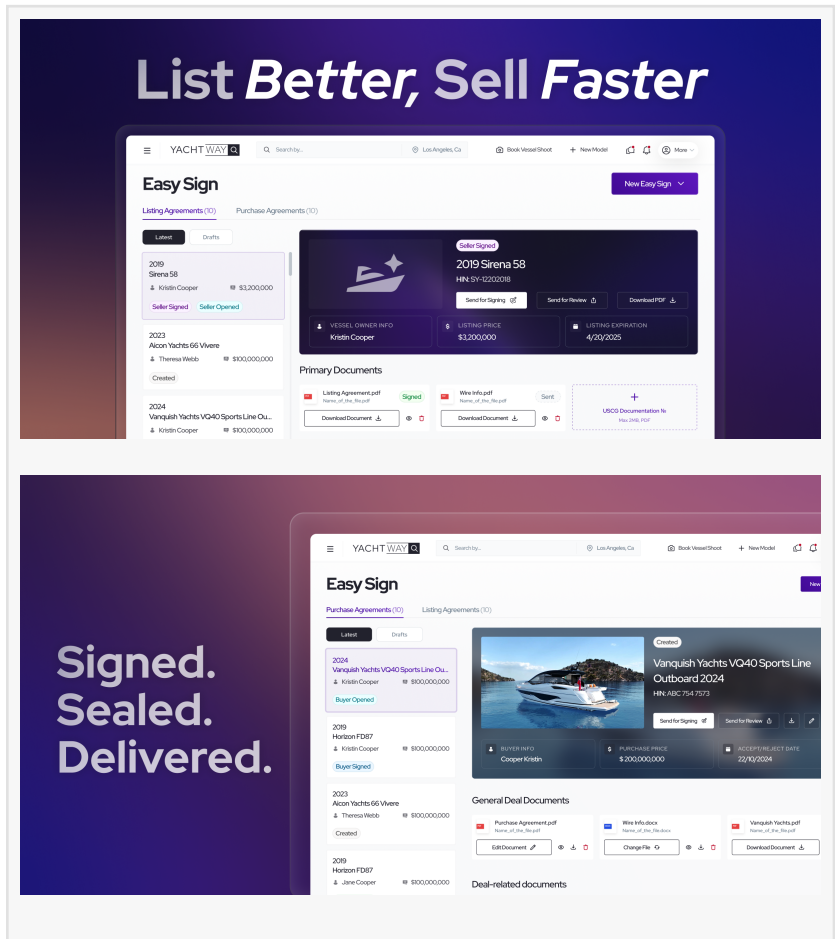 List Better, Sell Faster
YACHT WAY
Search by...
Los Angeles, Ca
Book Vessel Shoot
New Model
More
Easy Sign
New Easy Sign
Listing Agreements (10)
Purchase Agreements (10)
Latest
Drafts
2019
Sirena 58
Kristin Cooper
$3,200,000
Seller Signed
Seller Opened
2023
Aicon Yachts 66 Vivere
Theresa Webb
$100,000,000
Created
2024
Vanquish Yachts VQ40 Sports Line Ou...
Kristin Cooper
$100,000,000
Seller Signed
2019 Sirena 58
HIN: SY-12202018
Send for Signing
Send for Review
Download PDF
VESSEL OWNER INFO
Kristin Cooper
LISTING PRICE
$3,200,000
LISTING EXPIRATION
4/20/2025
Primary Documents
Listing Agreement.pdf
Name_of_the_file.pdf
Signed
Download Document
Wire Info.pdf
Name_of_the_file.pdf
Sent
Download Document
USCG Documentation №
Max 2MB, PDF
Signed.
Sealed.
Delivered.
YACHT WAY
Search by...
Los Angeles, Ca
Book Vessel Shoot
New Model
Easy Sign
New
Purchase Agreements (10)
Listing Agreements (10)
Latest
Drafts
2024
Vanquish Yachts VQ40 Sports Line Ou...
Kristin Cooper
$100,000,000
Buyer Opened
2019
Horizon FD87
Kristin Cooper
$100,000,000
Buyer Signed
2023
Aicon Yachts 66 Vivere
Theresa Webb
$100,000,000
Created
2019
Horizon FD87
Jane Cooper
$100,000,000
Created
Vanquish Yachts VQ40 Sports Line
Outboard 2024
HIN: ABC 754 7573
Send for Signing
Send for Review
BUYER INFO
Cooper Kristin
PURCHASE PRICE
$ 200,000,000
ACCEPT/REJECT DATE
22/10/2024
General Deal Documents
Purchase Agreement.pdf
Name_of_the_file.pdf
Edit Document
Wire Info.docx
Name_of_the_file.docx
Change File
Vanquish Yachts.pdf
Name_of_the_file.pdf
Download Document
Deal-related documents